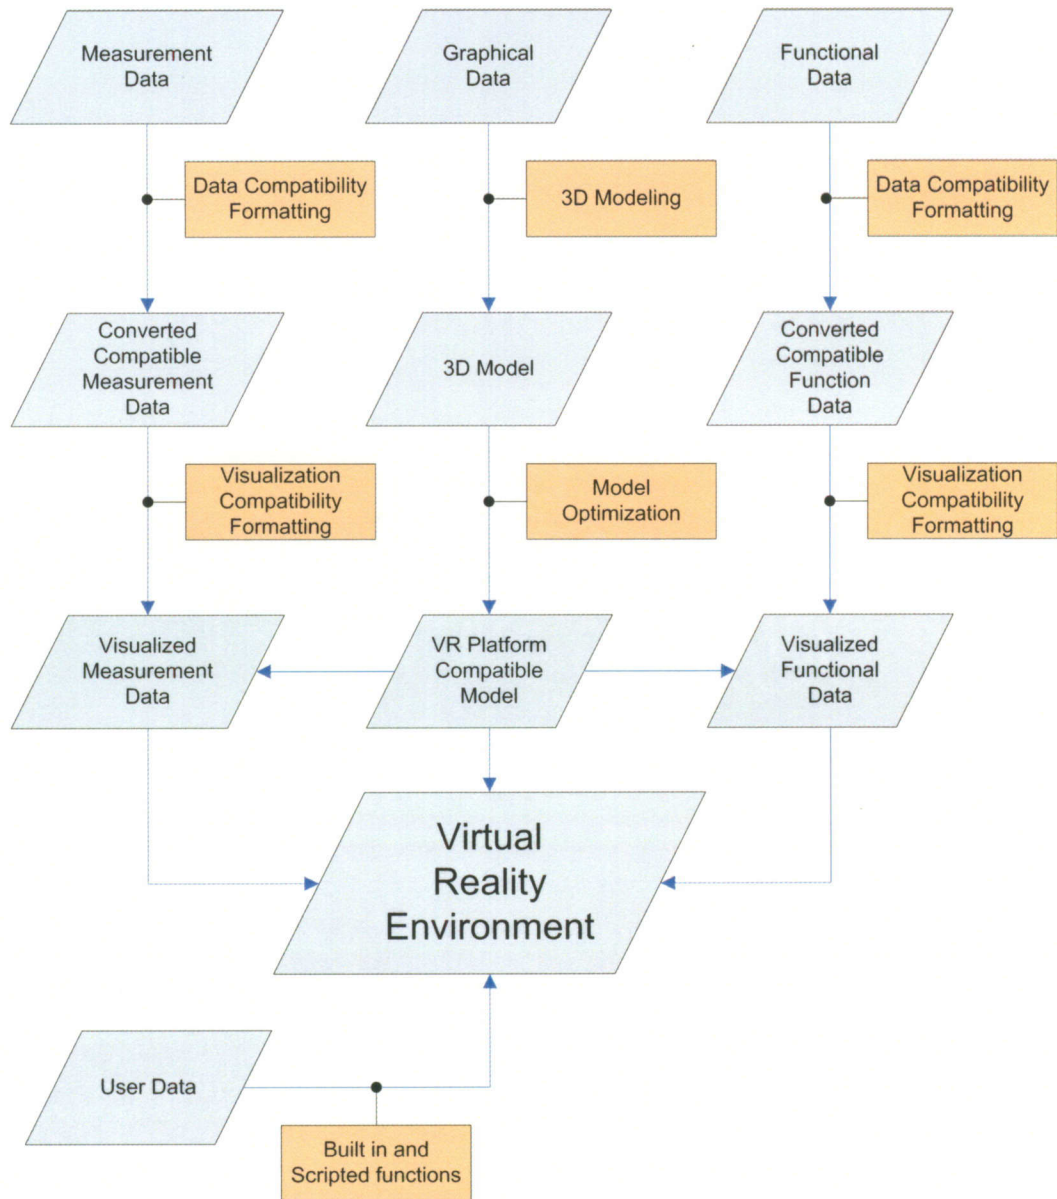 Measurement
Data
Graphical
Data
Functional
Data
Data Compatibility
Formatting
3D Modeling
Data Compatibility
Formatting
Converted
Compatible
Measurement
Data
3D Model
Converted
Compatible
Function
Data
Visualization
Compatibility
Formatting
Model
Optimization
Visualization
Compatibility
Formatting
Visualized
Measurement
Data
VR Platform
Compatible
Model
Visualized
Functional
Data
Virtual
Reality
Environment
User Data
Built in and
Scripted functions